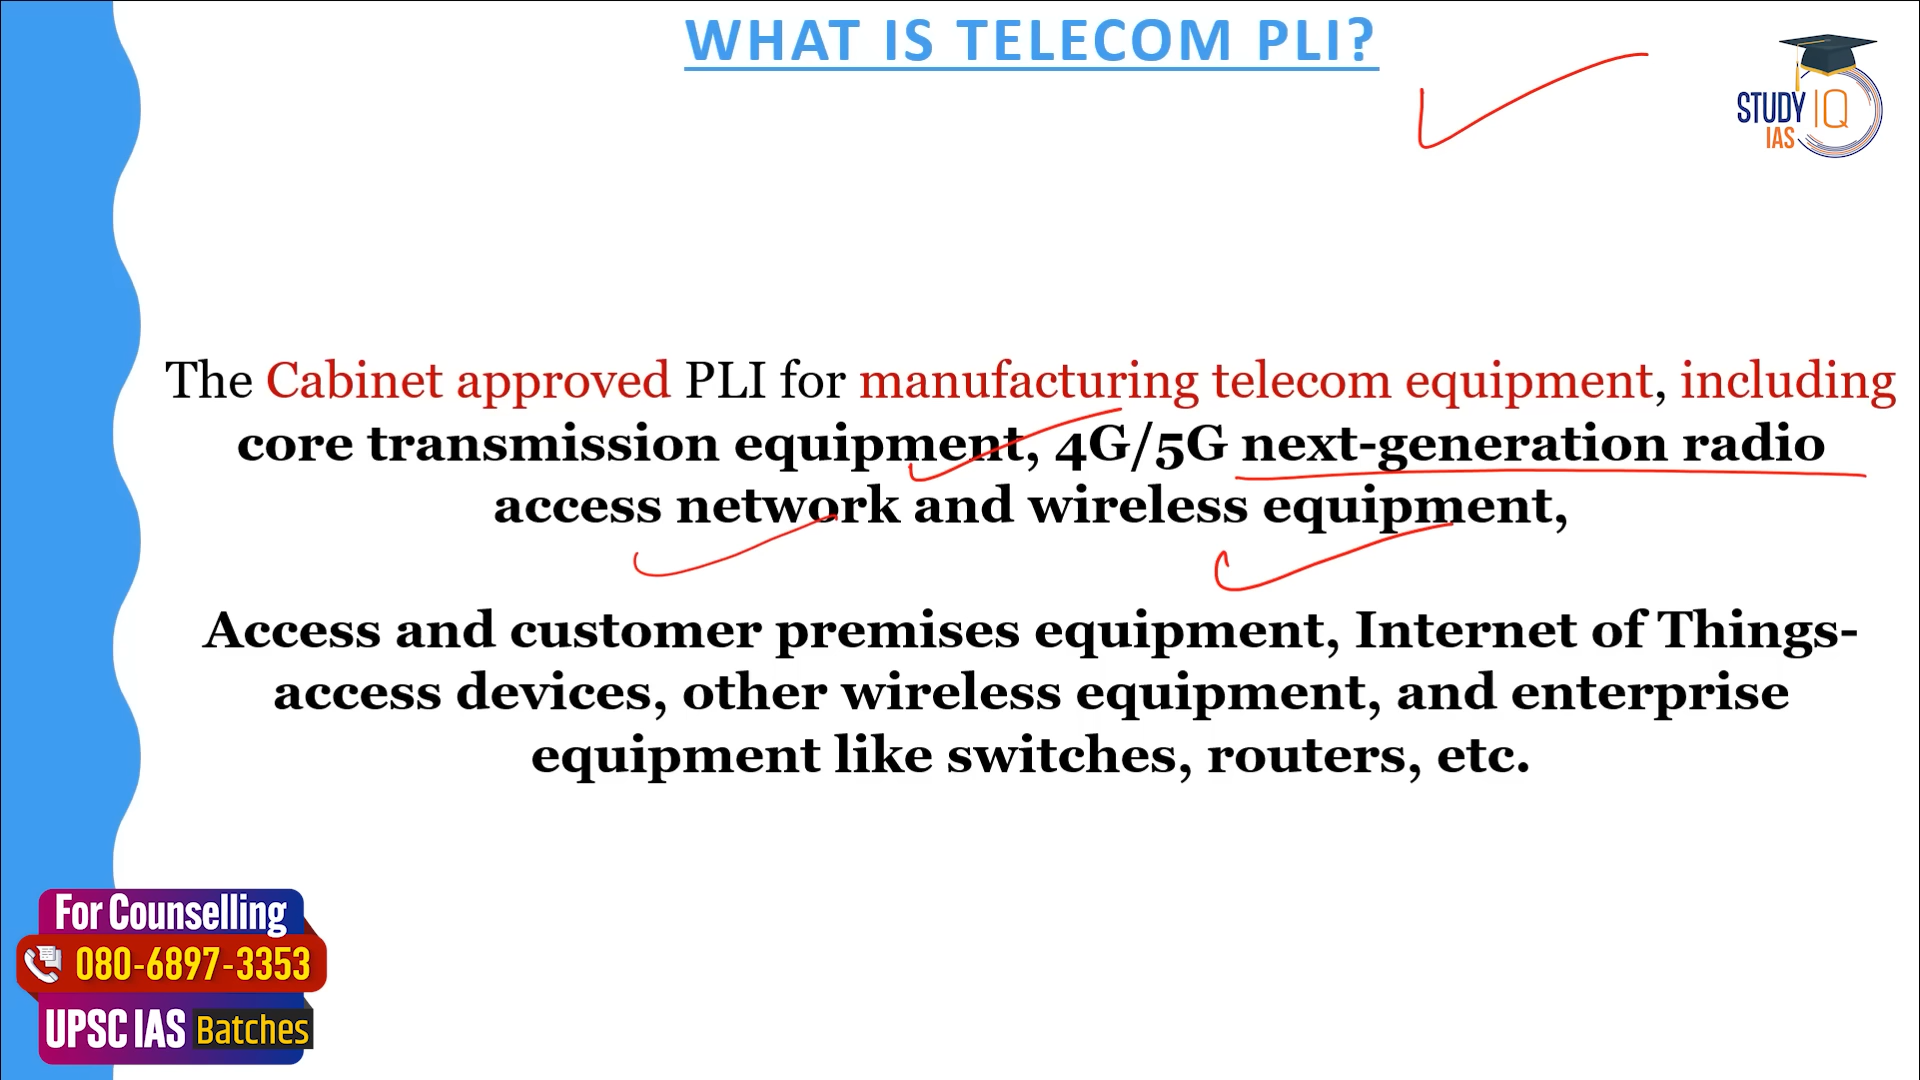 WHAT IS TELECOM PLI?
STUDY IQ
IAS
The Cabinet approved PLI for manufacturing telecom equipment, including
core transmission equipment, 4G/5G next-generation radio
access network and wireless equipment,
Access and customer premises equipment, Internet of Things-
access devices, other wireless equipment, and enterprise
equipment like switches, routers, etc.
For Counselling
080-6897-3353
UPSC IAS Batches